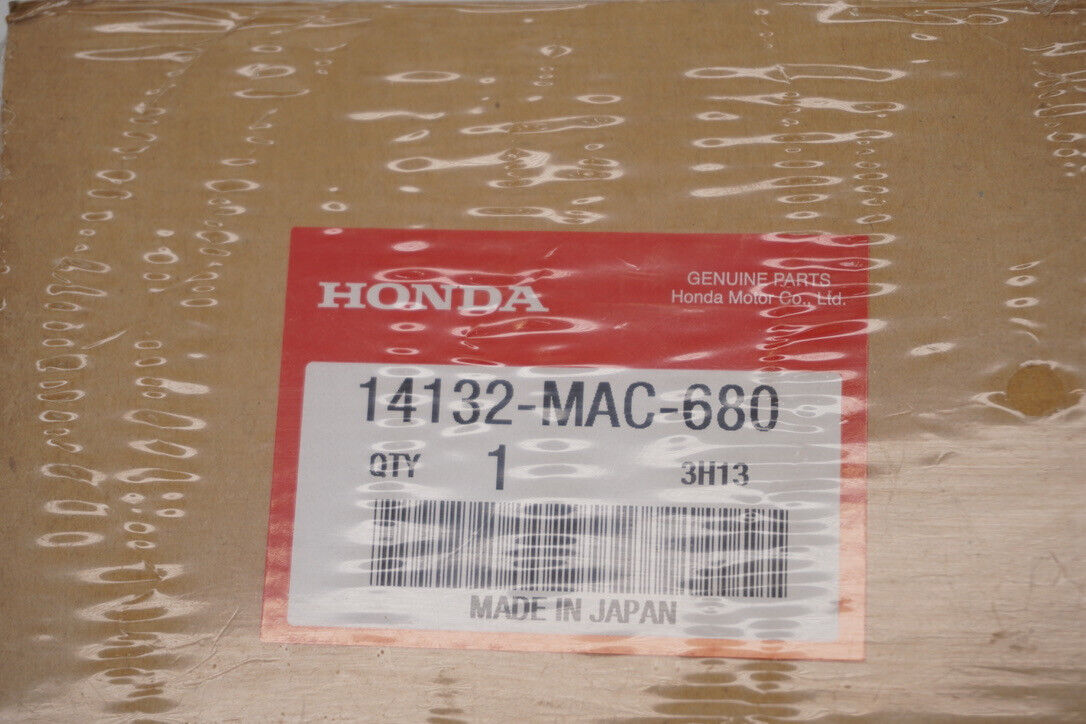 HONDA
GENUINE PARTS
Honda Motor Co., Ltd.
14132-MAC-680
QTY 1 3H13
MADE IN JAPAN